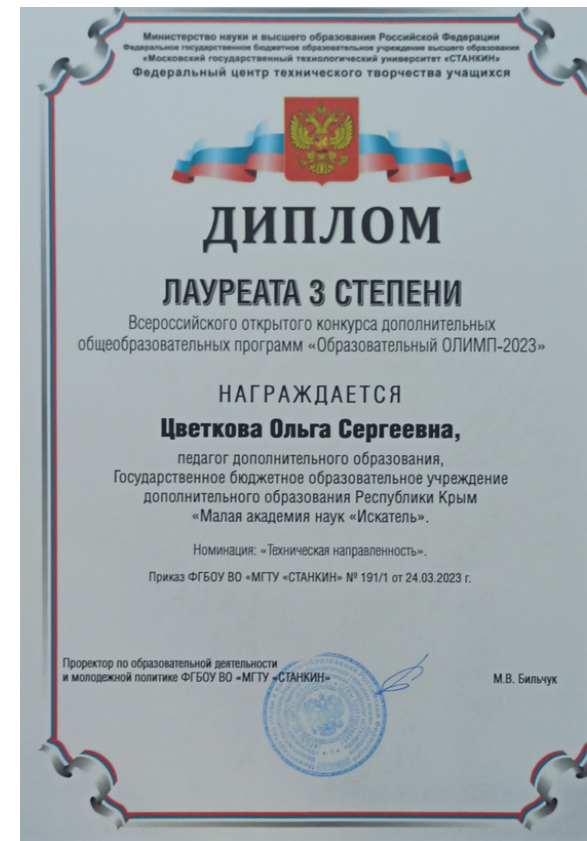 Министерство науки и высшего образования Российской Федерации
Федеральное государственное бюджетное образовательное учреждение высшего образования
«Московский государственный технологический университет «СТАНКИН»
Федеральный центр технического творчества учащихся
ДИПЛОМ
ЛАУРЕАТА 3 СТЕПЕНИ
Всероссийского открытого конкурса дополнительных
общеобразовательных программ «Образовательный ОЛИМП-2023»
НАГРАЖДАЕТСЯ
Цветкова Ольга Сергеевна,
педагог дополнительного образования,
Государственное бюджетное образовательное учреждение
дополнительного образования Республики Крым
«Малая академия наук «Искатель».
Номинация: «Техническая направленность».
Приказ ФГБОУ ВО «МГТУ «СТАНКИН» № 191/1 от 24.03.2023 г.
Проректор по образовательной деятельности
и молодежной политике ФГБОУ ВО «МГТУ «СТАНКИН»
М.В. Бильчук